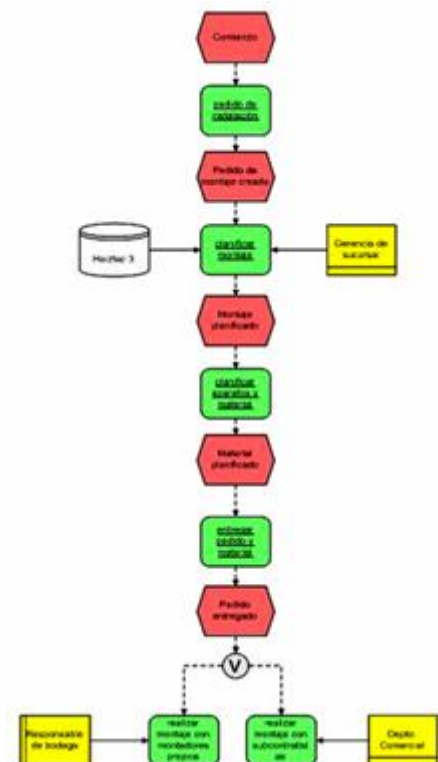 Comienzo
pedido de
Pedido de
montaje creado
planificar
montaje
Gerencia de
sucursal
Montaje
planificado
planificar
aparatos y
material
Material
planificado
entregar
pedido y
material
Pedido
entregado
V
Responsable
de bodega
realizar
montaje con
montadores
propios
realizar
montaje con
subcontratist
as
Depto.
Comercial